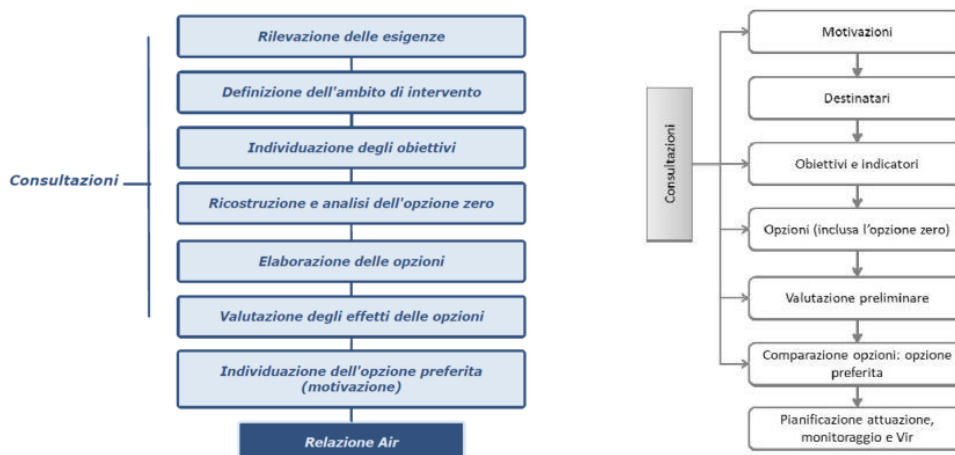 Consultazioni
Rilevazione delle esigenze
Definizione dell'ambito di intervento
Individuazione degli obiettivi
Ricostruzione e analisi dell'opzione zero
Elaborazione delle opzioni
Valutazione degli effetti delle opzioni
Individuazione dell'opzione preferita
(motivazione)
Relazione Air
Consultazioni
Motivazioni
Destinatari
Obiettivi e indicatori
Opzioni (inclusa l'opzione zero)
Valutazione preliminare
Comparazione opzioni: opzione
preferita
Pianificazione attuazione,
monitoraggio e Vir